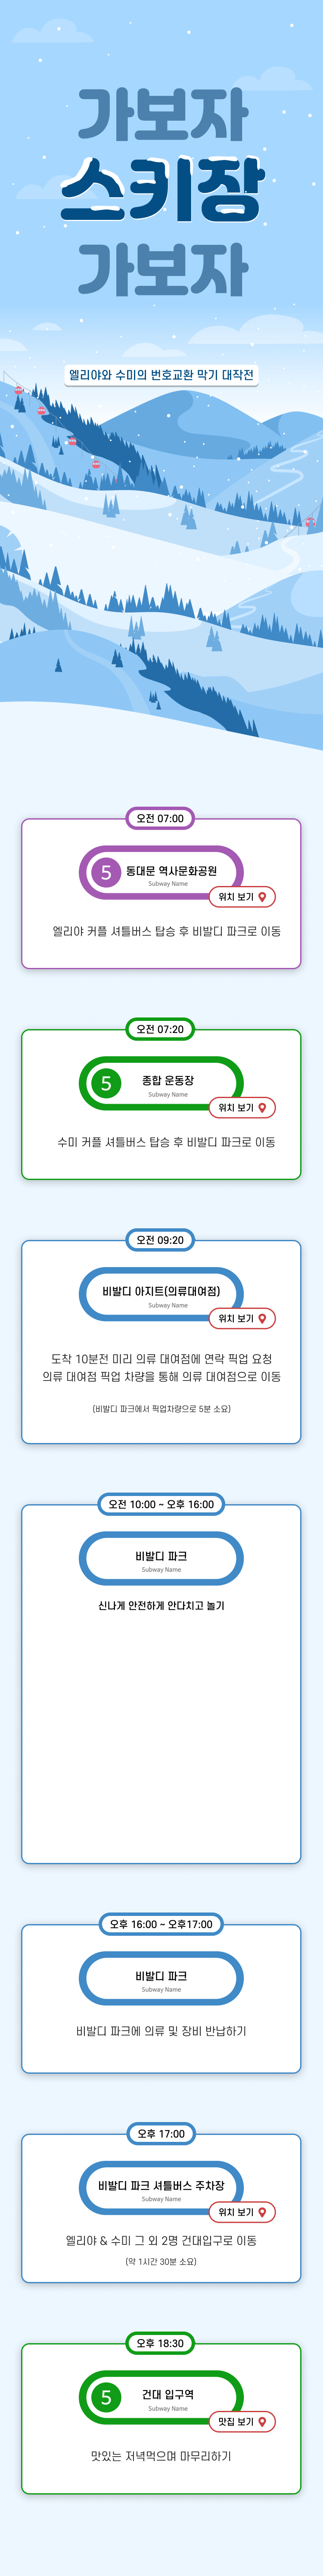 가보자
스키장
가보자
엘리야와 수미의 번호교환 막기 대작전
오전 07:00
5
동대문 역사문화공원
Subway Name
위치 보기
엘리야 커플 셔틀버스 탑승 후 비발디 파크로 이동
오전 07:20
5
종합 운동장
Subway Name
위치 보기
수미 커플 셔틀버스 탑승 후 비발디 파크로 이동
오전 09:20
비발디 아지트(의류대여점)
Subway Name
위치 보기
도착 10분전 미리 의류 대여점에 연락 픽업 요청
의류 대여점 픽업 차량을 통해 의류 대여점으로 이동
(비발디 파크에서 픽업차량으로 5분 소요)
오전 10:00 ~ 오후 16:00
비발디 파크
Subway Name
신나게 안전하게 안다치고 놀기
오후 16:00 ~ 오후17:00
비발디 파크
Subway Name
비발디 파크에 의류 및 장비 반납하기
오후 17:00
비발디 파크 셔틀버스 주차장
Subway Name
위치 보기
엘리야 & 수미 그 외 2명 건대입구로 이동
(약 1시간 30분 소요)
오후 18:30
5
건대 입구역
Subway Name
맛집 보기
맛있는 저녁먹으며 마무리하기